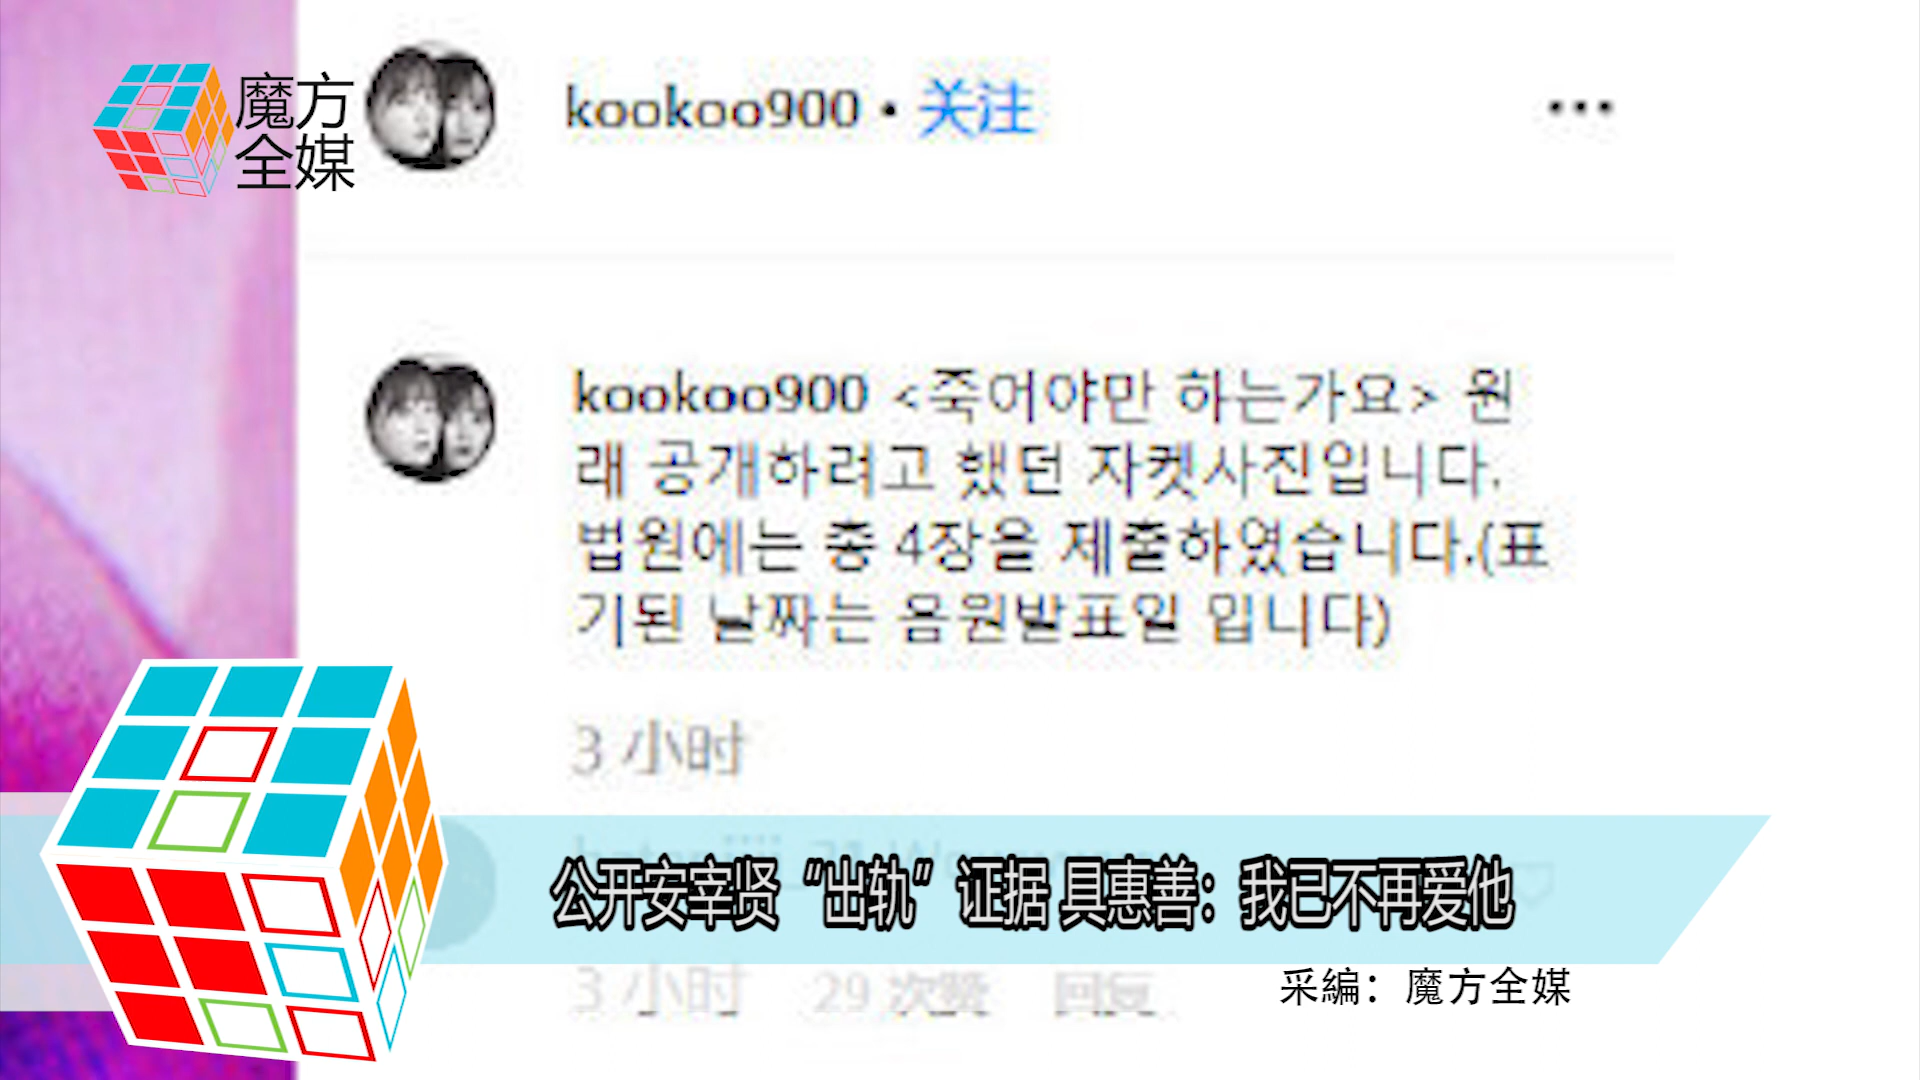 魔方
全媒
kookoo900 • 关注
kookoo900 <죽어야만 하는가요> 원
래 공개하려고 했던 자켓사진입니다.
법원에는 총 4장을 제출하였습니다.(표
기된 날짜는 음원발표일 입니다)
3 小时
公开安宰贤“出轨”证据 具惠善：我已不再爱他
3 小时 29 次赞 回复
采編：魔方全媒